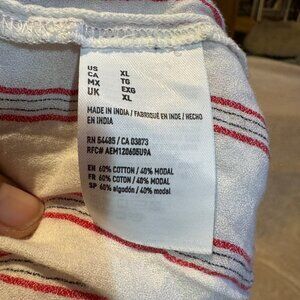 US XL
CA TG
MX EXG
UK XL
MADE IN INDIA / FABRIQUÉ EN INDE / HECHO
EN INDIA
RN 54485 / CA 03873
RFC# AEM120605U9A
EN 60% COTTON / 40% MODAL
FR 60% COTON / 40% MODAL
SP 60% algodón / 40% modal